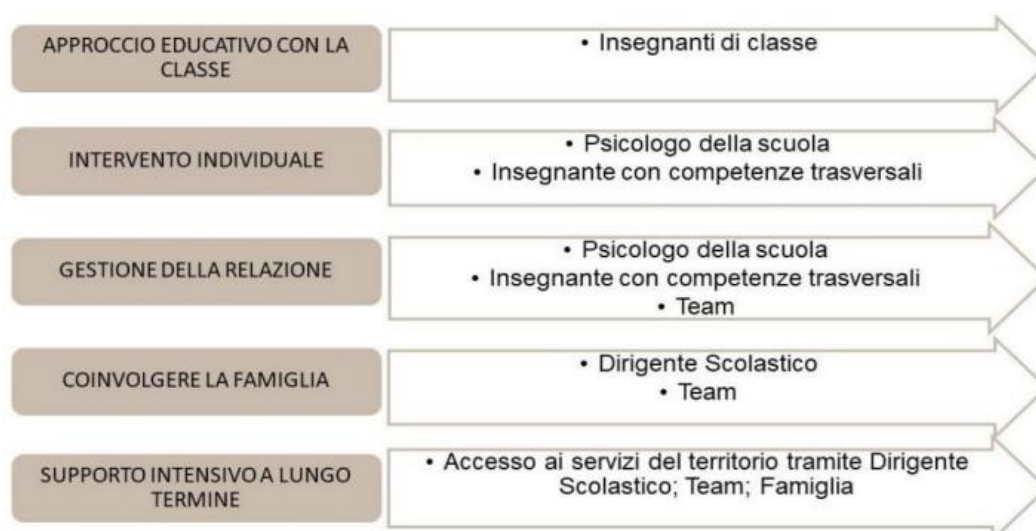 APPROCCIO EDUCATIVO CON LA
CLASSE
• Insegnanti di classe
INTERVENTO INDIVIDUALE
• Psicologo della scuola
• Insegnante con competenze trasversali
GESTIONE DELLA RELAZIONE
• Psicologo della scuola
• Insegnante con competenze trasversali
• Team
COINVOLGERE LA FAMIGLIA
• Dirigente Scolastico
• Team
SUPPORTO INTENSIVO A LUNGO
TERMINE
• Accesso ai servizi del territorio tramite Dirigente
Scolastico; Team; Famiglia